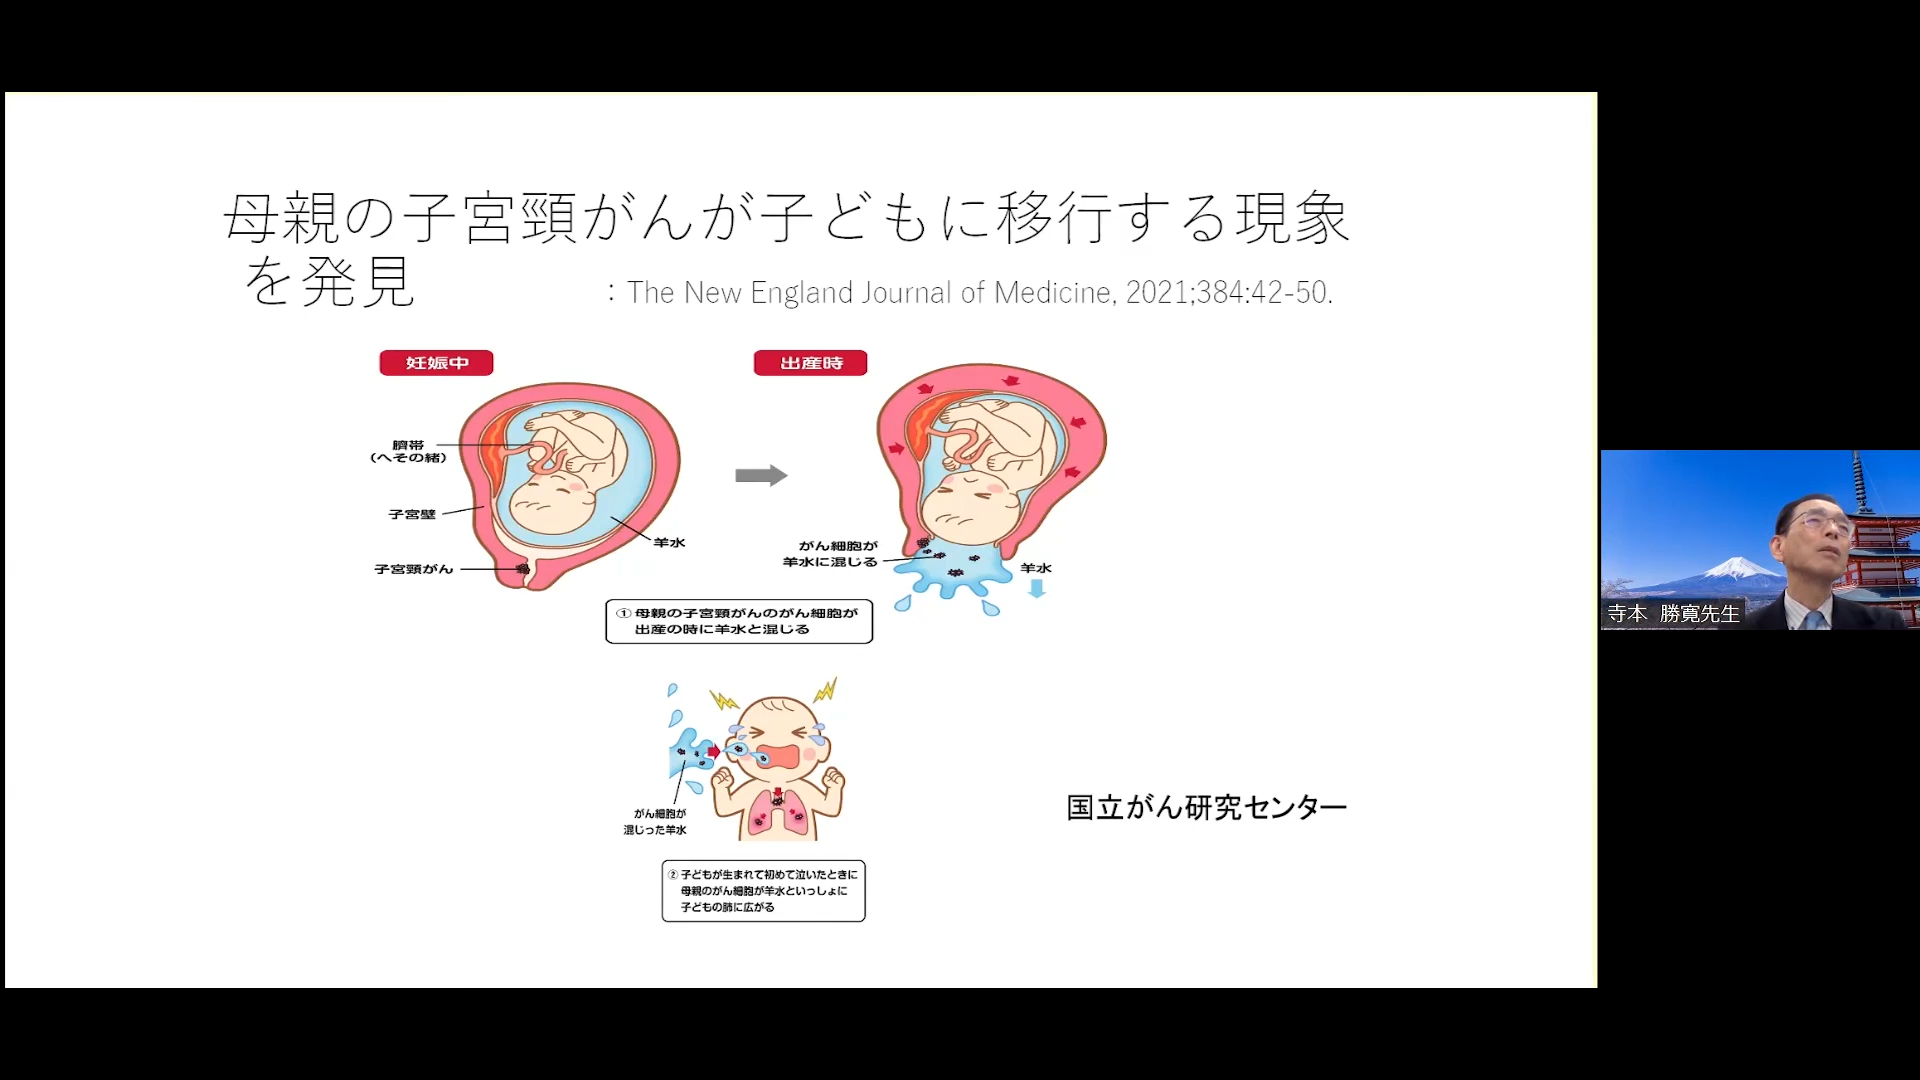 母親の子宮頸がんが子どもに移行する現象
を発見
：The New England Journal of Medicine, 2021;384:42-50.
妊娠中
出産時
臍帯
（へその緒）
子宮壁
羊水
子宮頸がん
がん細胞が
羊水に混じる
羊水
① 母親の子宮頸がんのがん細胞が
出産の時に羊水と混じる
がん細胞が
混じった羊水
② 子どもが生まれて初めて泣いたときに
母親のがん細胞が羊水といっしょに
子どもの肺に広がる
国立がん研究センター
寺本 勝寛先生